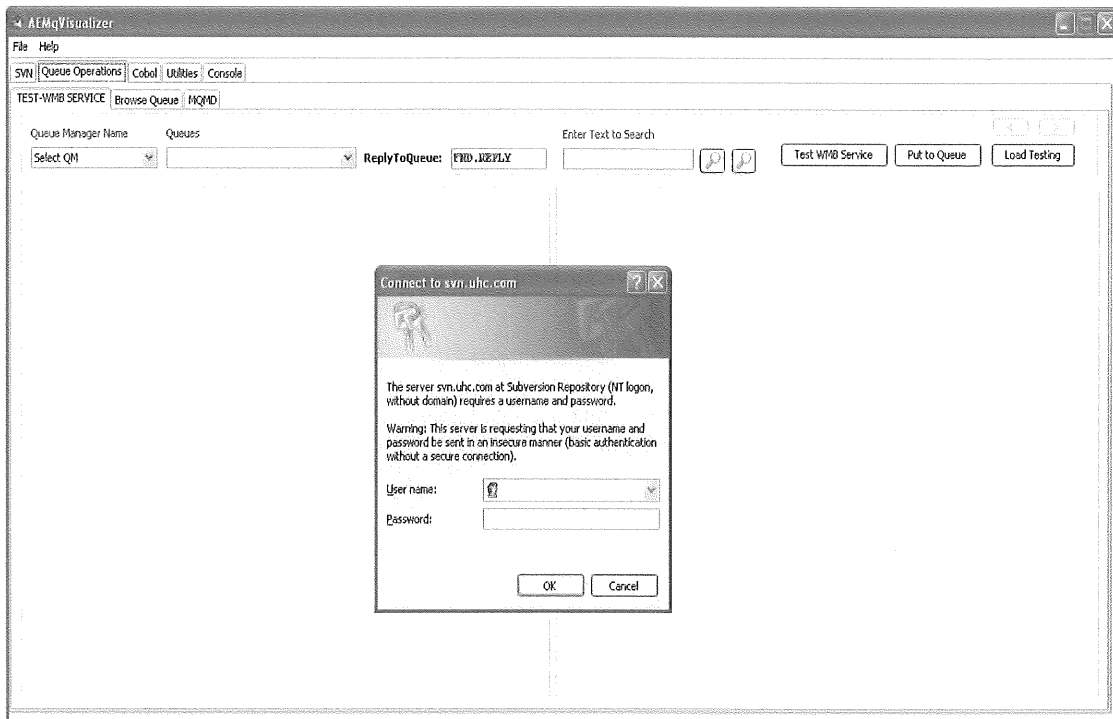 AEMqVisualizer
File Help
SVN Queue Operations Cobol Utilities Console
TEST-WMB SERVICE Browse Queue MQMD
Queue Manager Name Queues Enter Text to Search
Select QM ReplyToQueue: FND.REPLY Test WMB Service Put to Queue Load Testing
Connect to svn.uhc.com
The server svn.uhc.com at Subversion Repository (NT logon,
without domain) requires a username and password.
Warning: This server is requesting that your username and
password be sent in an insecure manner (basic authentication
without a secure connection).
User name:
Password:
OK Cancel